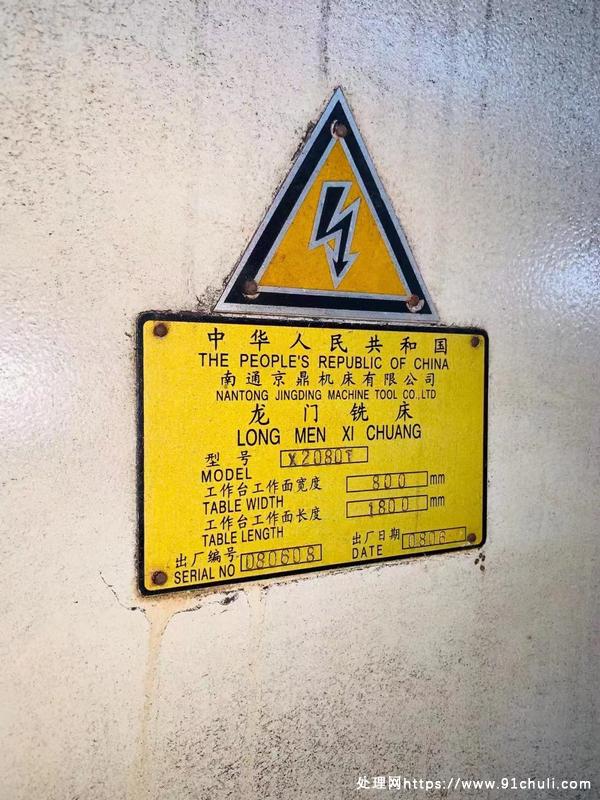 中华人民共和国
THE PEOPLE'S REPUBLIC OF CHINA
南通京鼎机床有限公司
NANTONG JINGDING MACHINE TOOL CO.,LTD
龙门铣床
LONG MEN XI CHUANG
型号 X2080T
MODEL
工作台工作面宽度 800 mm
TABLE WIDTH
工作台工作面长度 1800 mm
TABLE LENGTH
出厂编号 080608 出厂日期 0806
SERIAL NO DATE
处理网https://www.91chuli.com